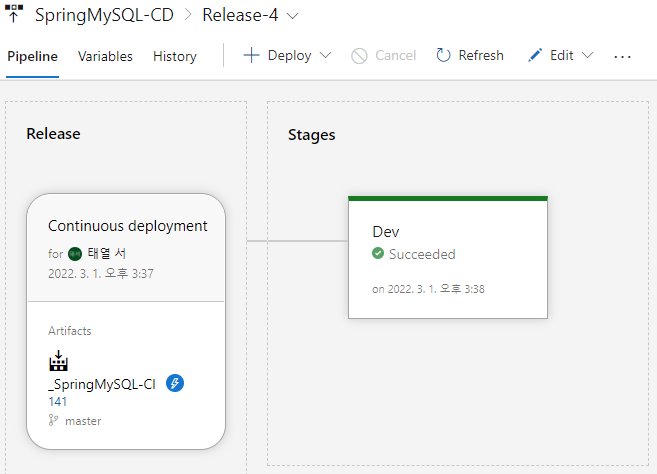 SpringMySQL-CD > Release-4
Pipeline Variables History Deploy Cancel Refresh Edit ...
Release
Continuous deployment
for 태열 서
2022. 3. 1. 오후 3:37
Artifacts
_SpringMySQL-CI
141
master
Stages
Dev
Succeeded
on 2022. 3. 1. 오후 3:38